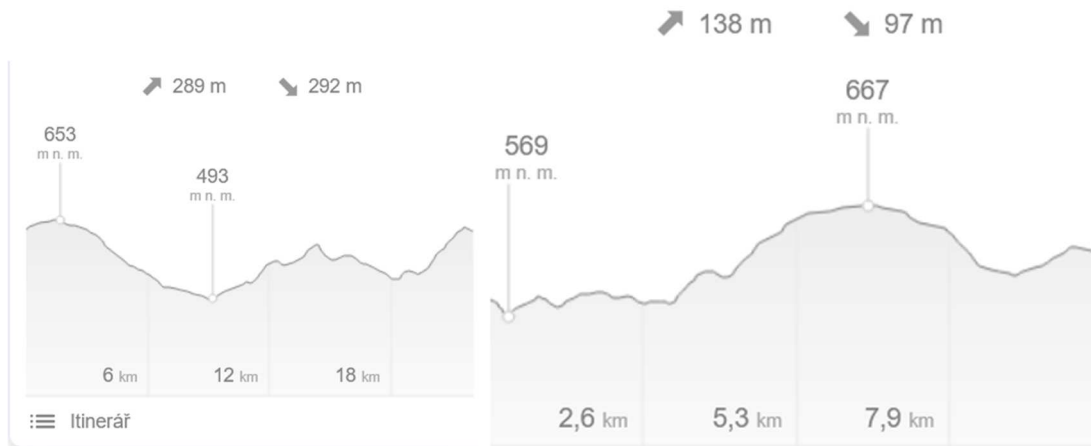 289 m 292 m
653
m n. m.
493
m n. m.
6 km 12 km 18 km
Itinerář
138 m 97 m
667
m n. m.
569
m n. m.
2,6 km 5,3 km 7,9 km